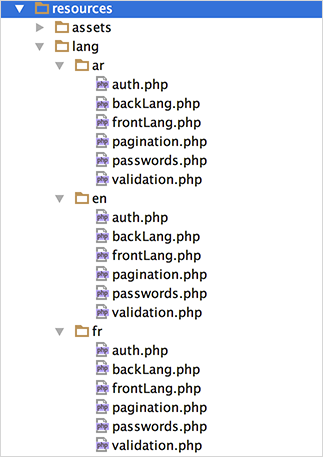 resources
assets
lang
ar
auth.php
backLang.php
frontLang.php
pagination.php
passwords.php
validation.php
en
auth.php
backLang.php
frontLang.php
pagination.php
passwords.php
validation.php
fr
auth.php
backLang.php
frontLang.php
pagination.php
passwords.php
validation.php